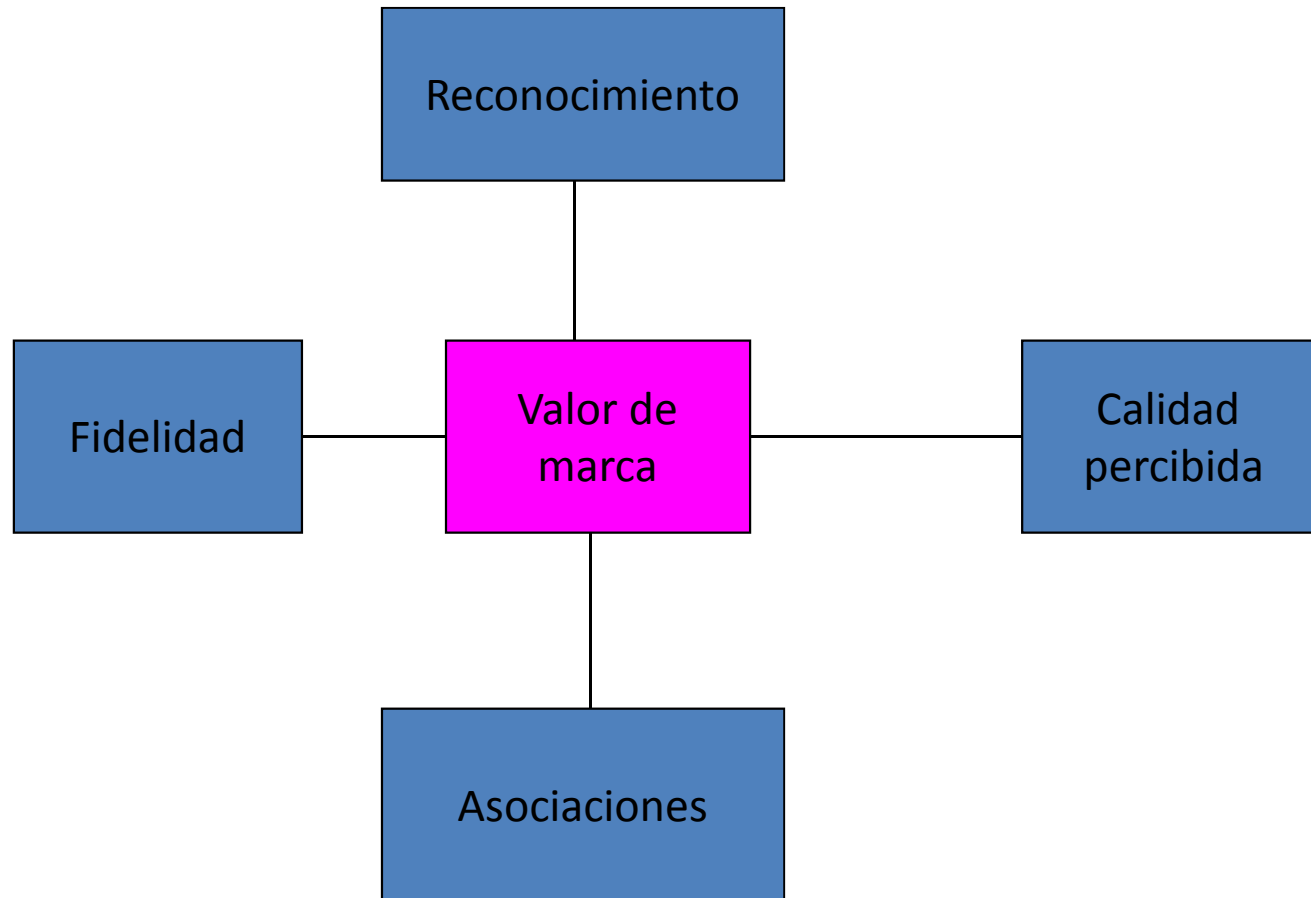 Reconocimiento
Fidelidad
Valor de
marca
Calidad
percibida
Asociaciones